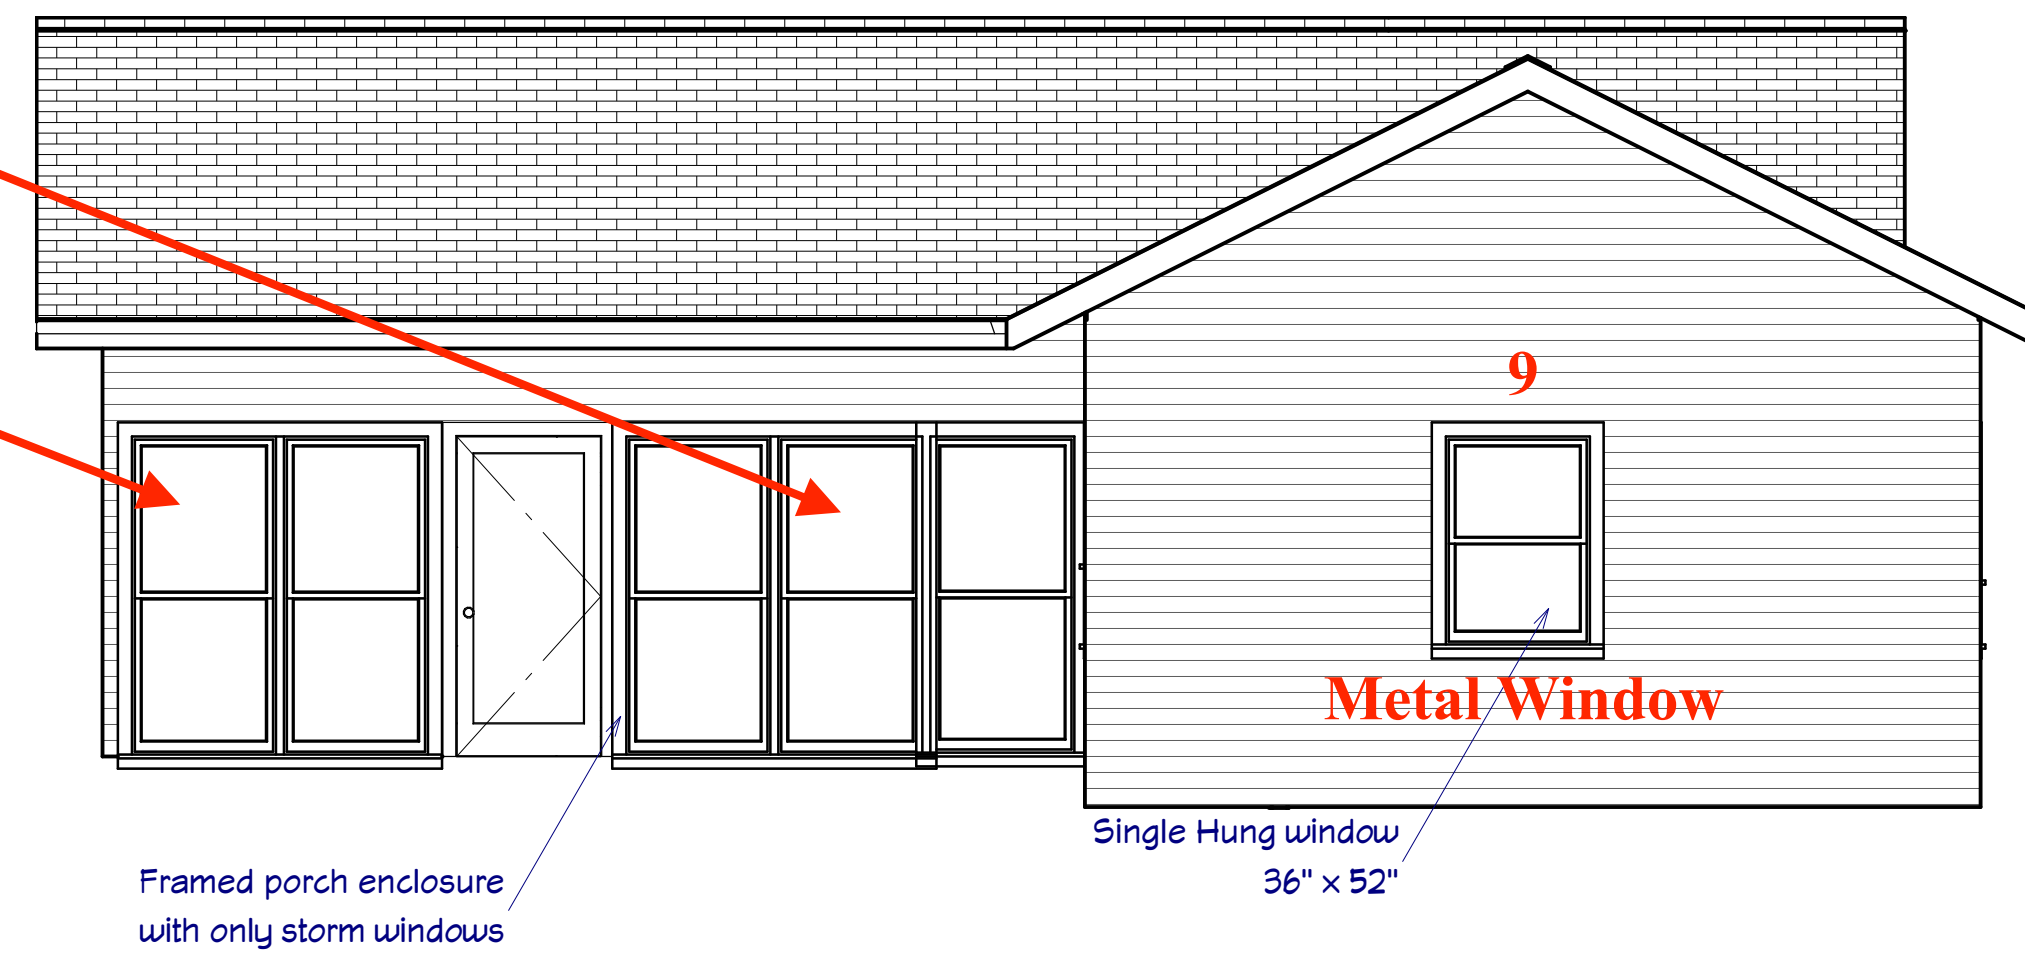 9
Metal Window
Single Hung window
36" x 52"
Framed porch enclosure
with only storm windows